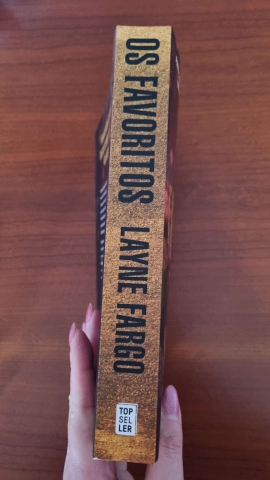 OS FAVORITOS LAYNE FARGO
TOP
SEL
LER